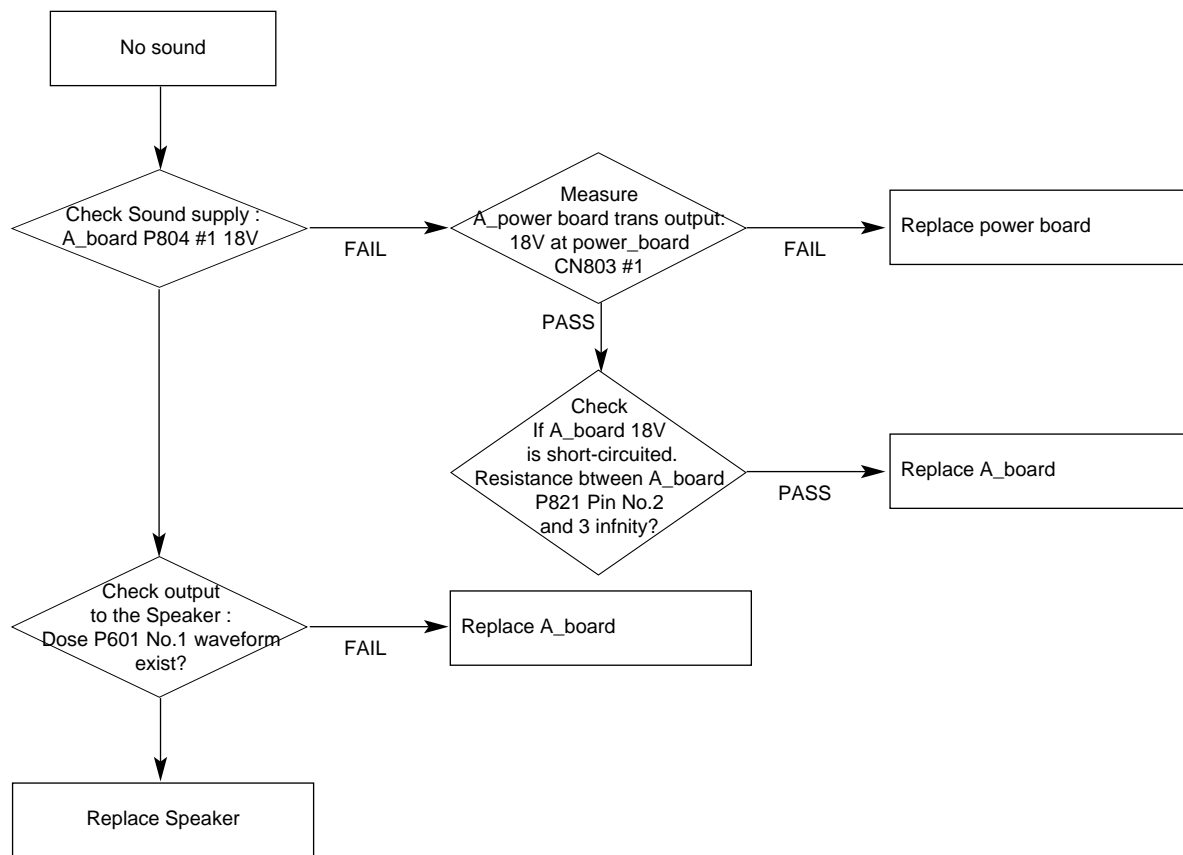 No sound
Check Sound supply :
A_board P804 #1 18V
FAIL
Measure
A_power board trans output:
18V at power_board
CN803 #1
FAIL
Replace power board
PASS
Check
If A_board 18V
is short-circuited.
Resistance btween A_board
P821 Pin No.2
and 3 infnity?
PASS
Replace A_board
Check output
to the Speaker :
Dose P601 No.1 waveform
exist?
FAIL
Replace A_board
Replace Speaker